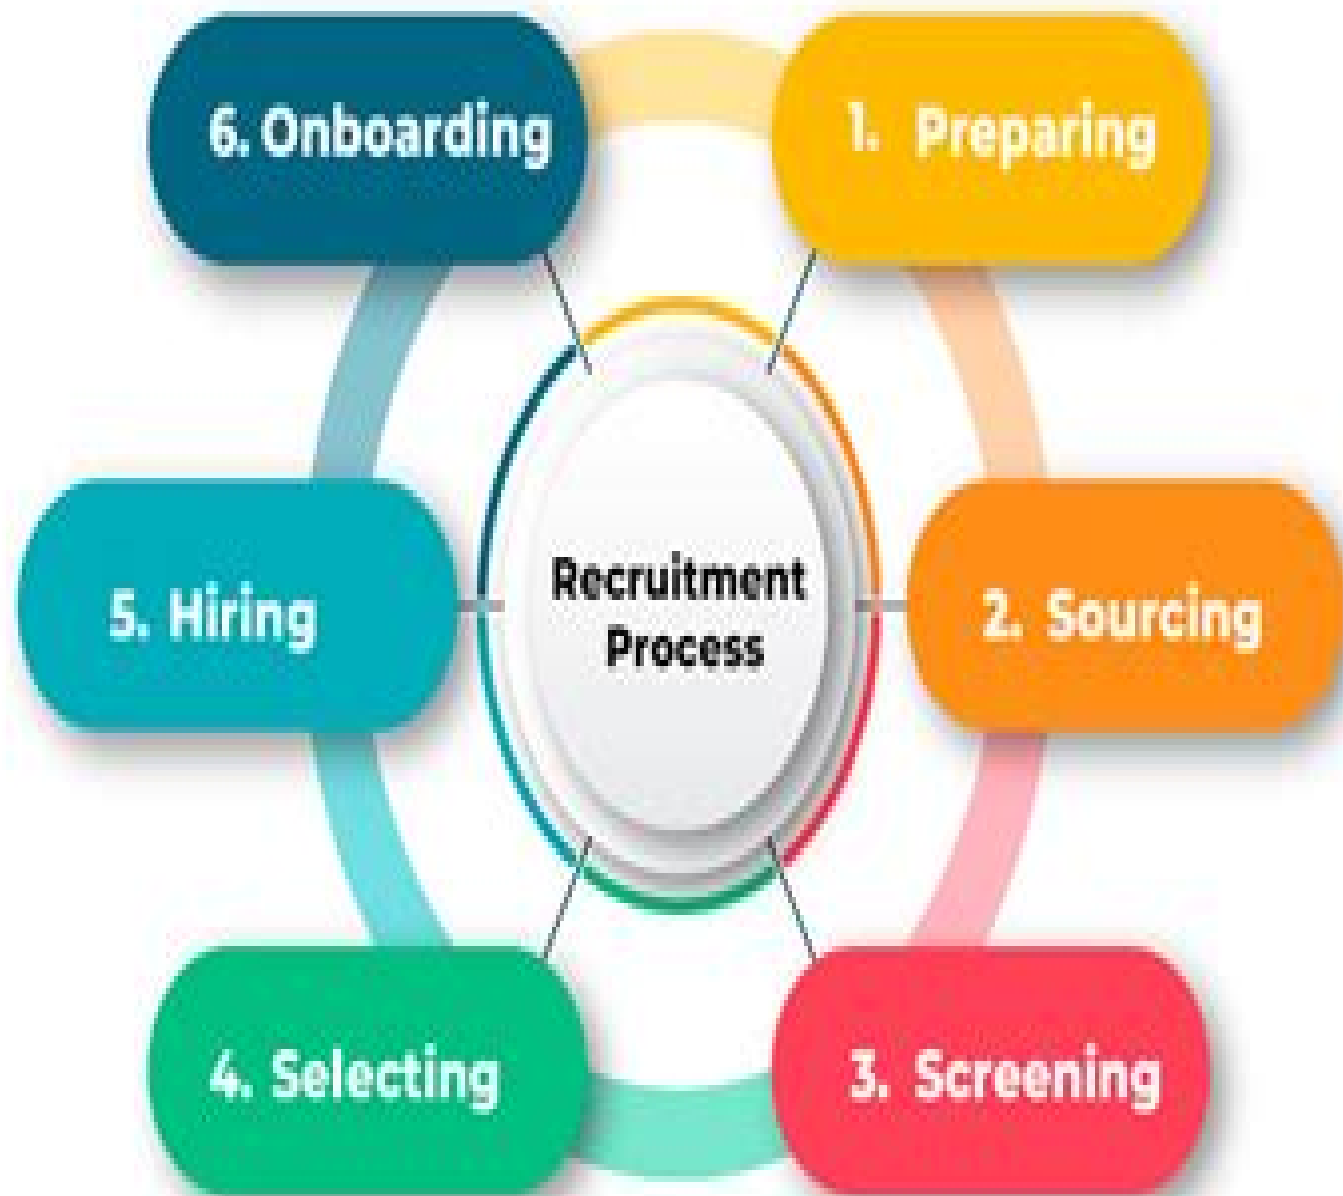 Recruitment
Process
1. Preparing
2. Sourcing
3. Screening
4. Selecting
5. Hiring
6. Onboarding